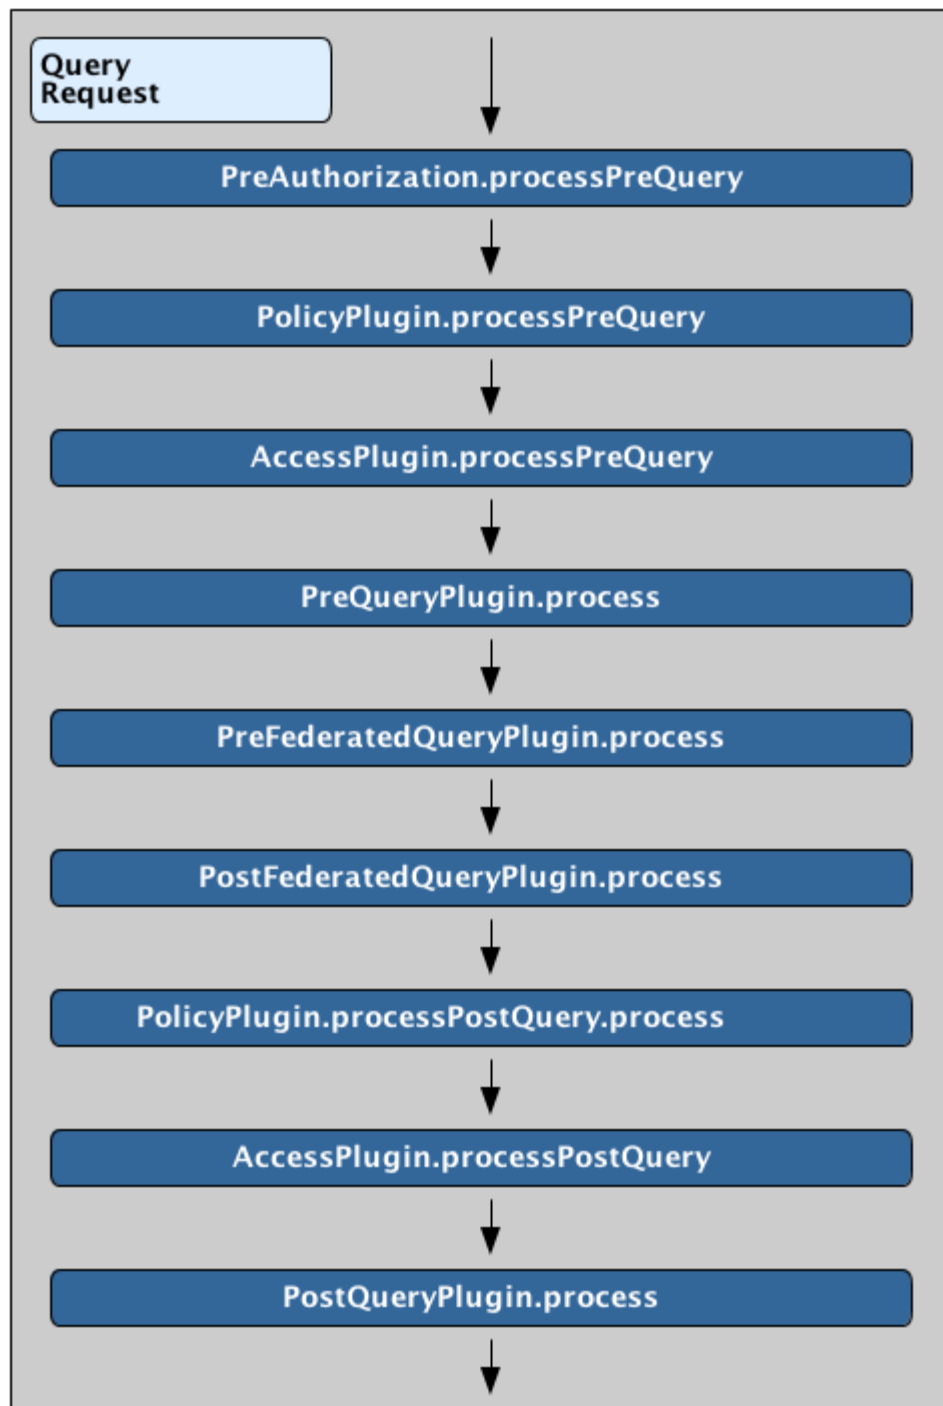 Query
Request
PreAuthorization.processPreQuery
PolicyPlugin.processPreQuery
AccessPlugin.processPreQuery
PreQueryPlugin.process
PreFederatedQueryPlugin.process
PostFederatedQueryPlugin.process
PolicyPlugin.processPostQuery.process
AccessPlugin.processPostQuery
PostQueryPlugin.process